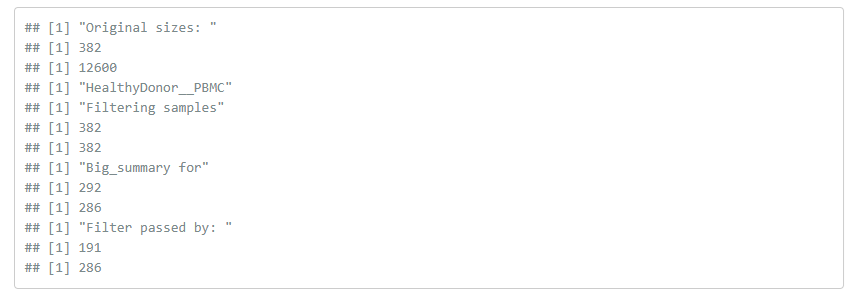 ## [1] "Original sizes: "
## [1] 382
## [1] 12600
## [1] "HealthyDonor__PBMC"
## [1] "Filtering samples"
## [1] 382
## [1] 382
## [1] "Big_summary for"
## [1] 292
## [1] 286
## [1] "Filter passed by: "
## [1] 191
## [1] 286